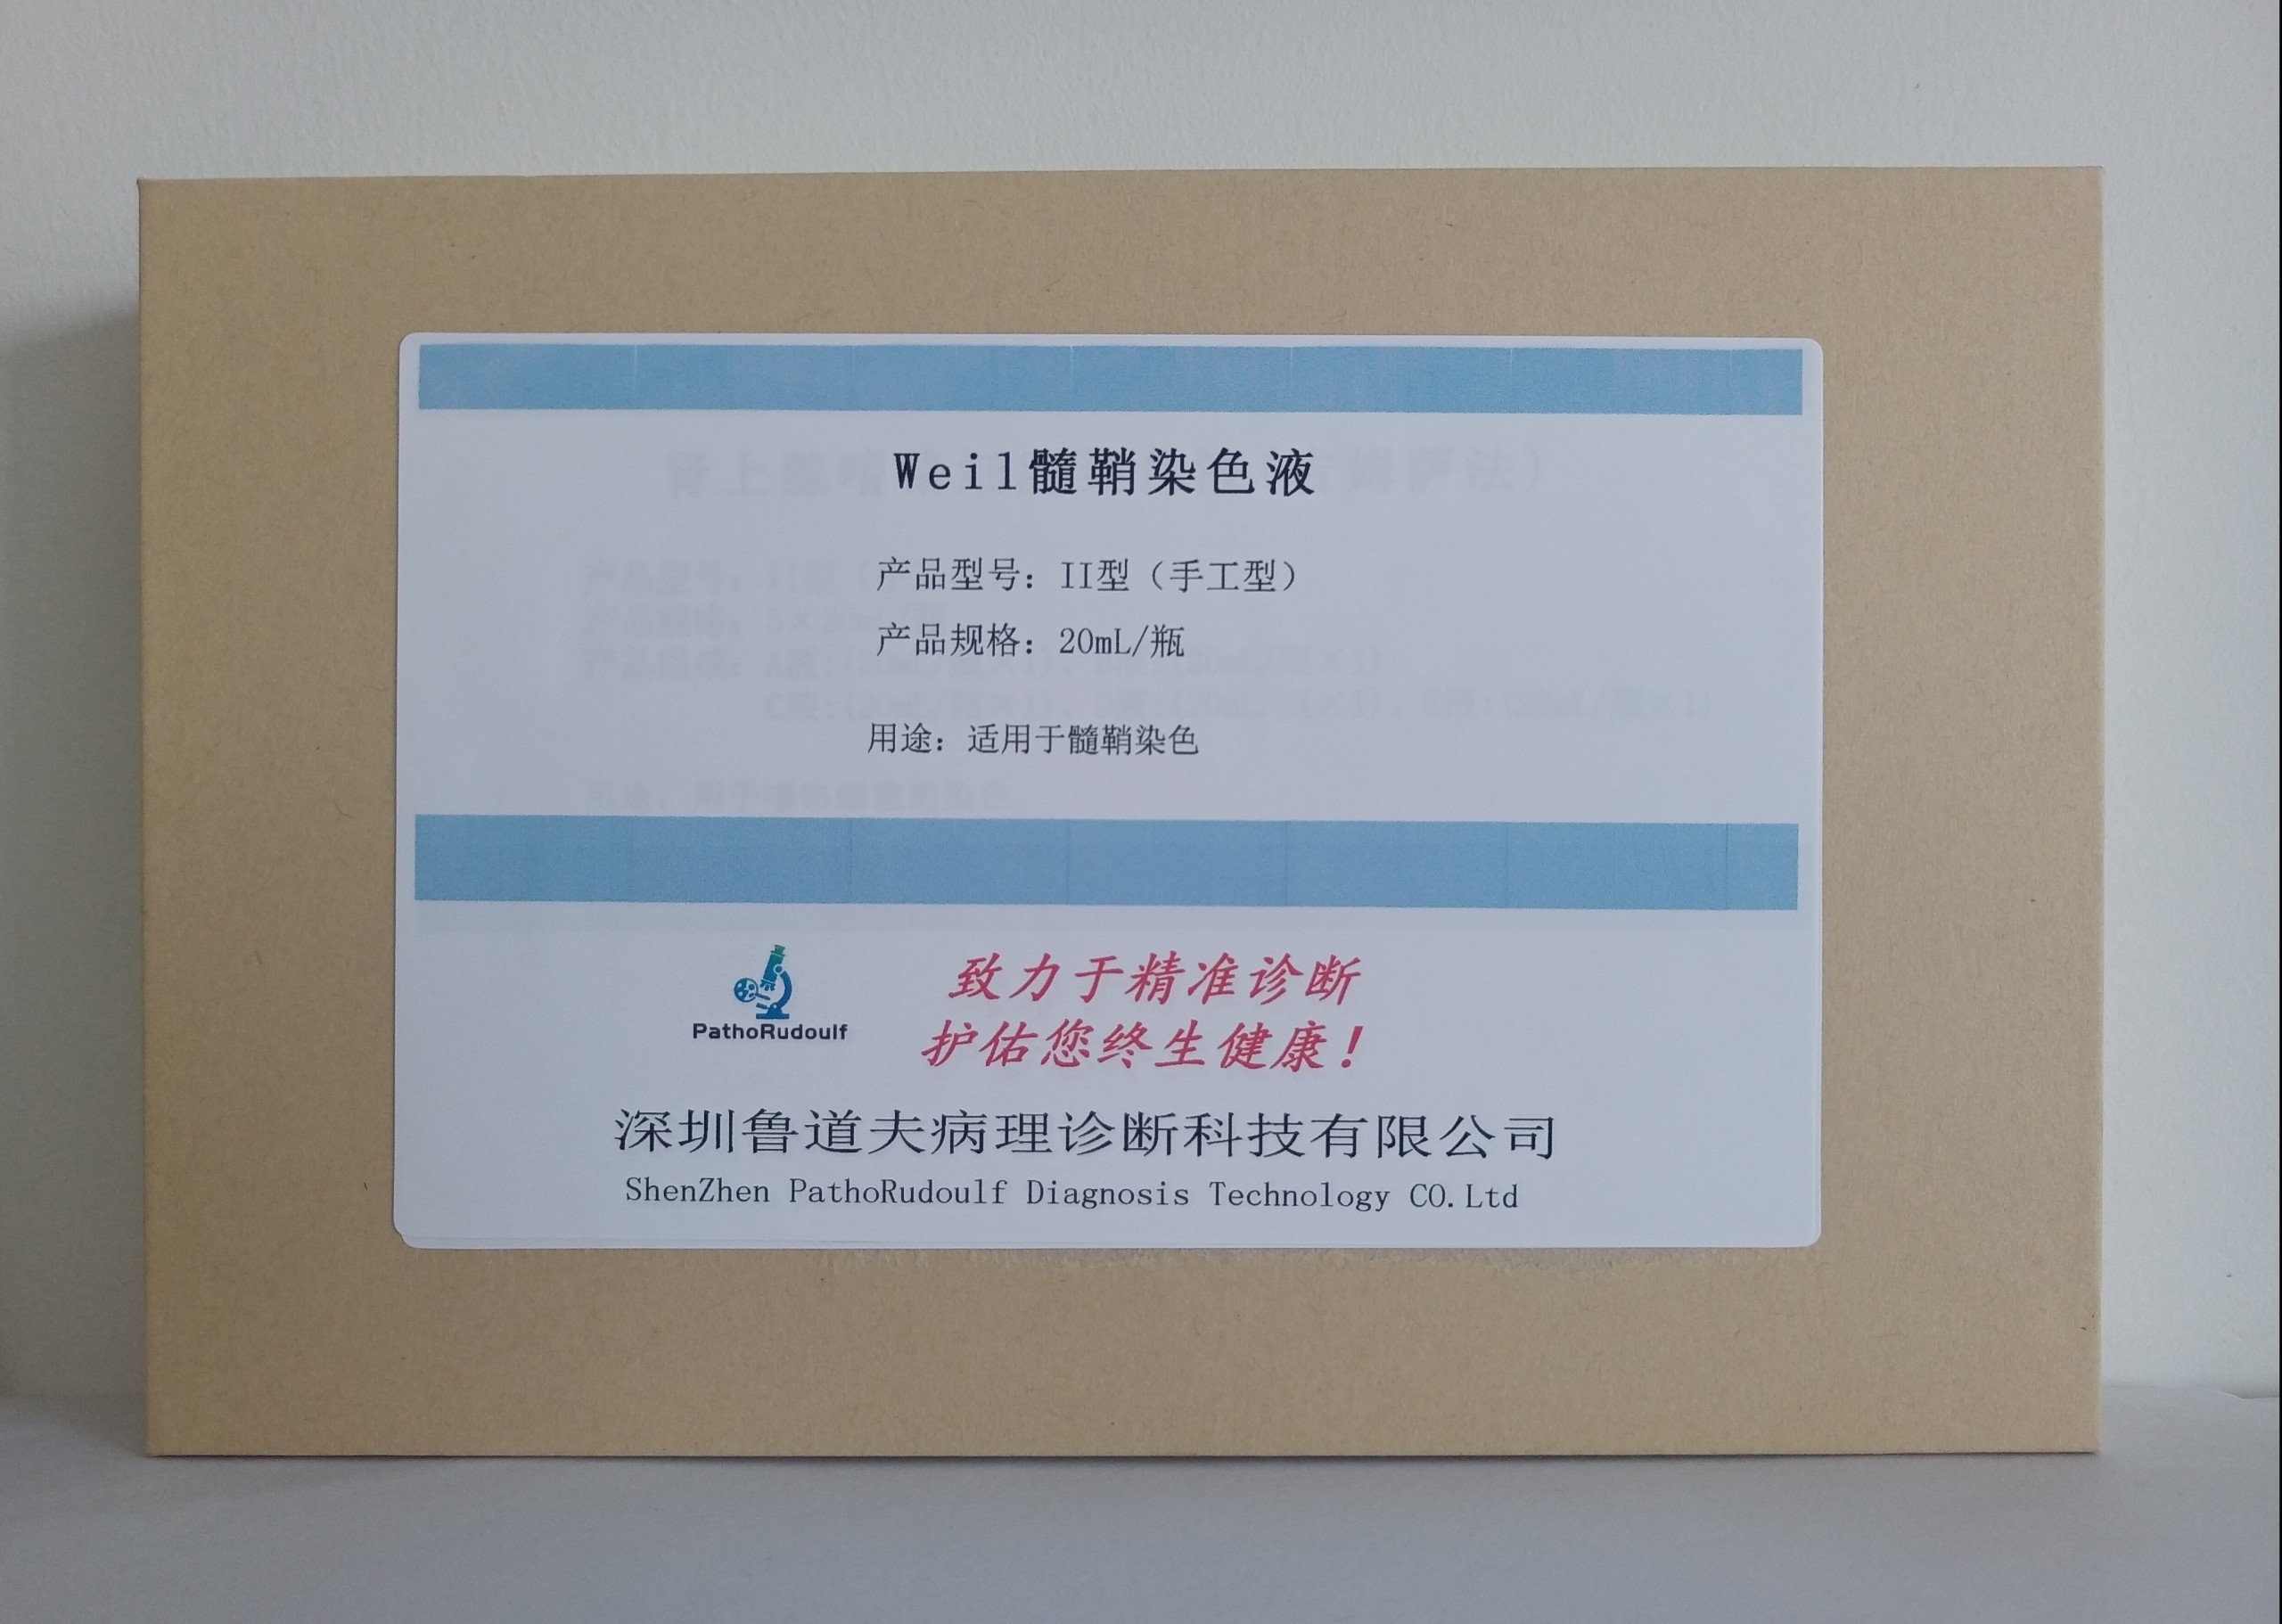 Weil髓鞘染色液
产品型号：II型（手工型）
产品规格：20mL/瓶
用途：适用于髓鞘染色
PathoRudoulf
致力于精准诊断
护佑您终生健康！
深圳鲁道夫病理诊断科技有限公司
ShenZhen PathoRudoulf Diagnosis Technology CO.Ltd